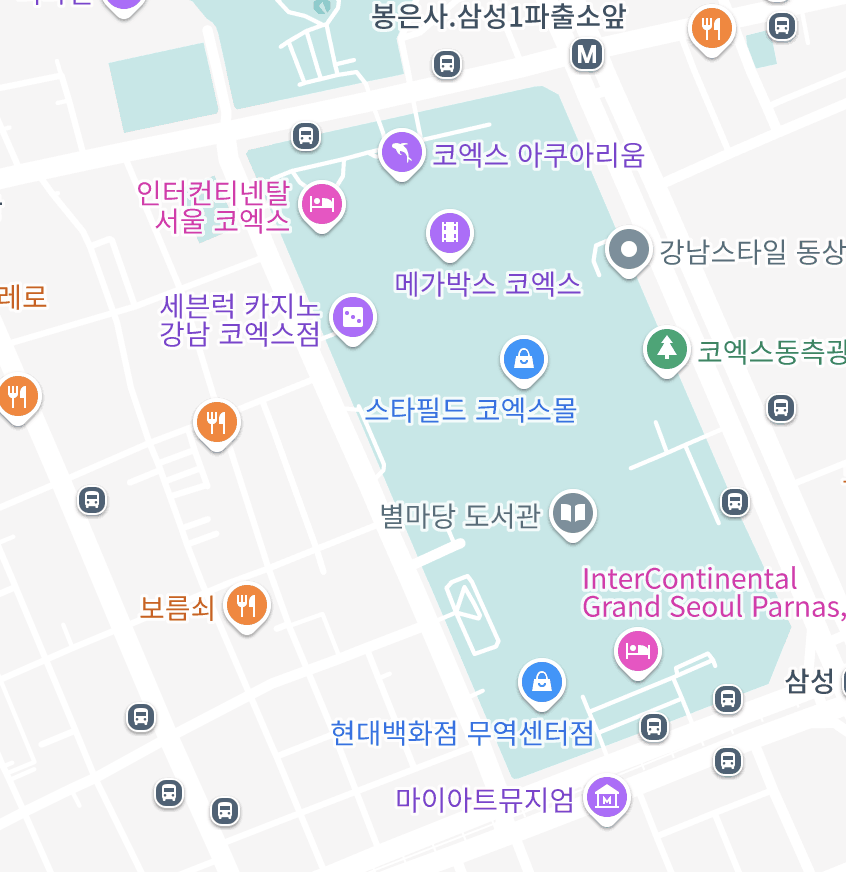 봉은사.삼성1파출소앞
M
코엑스 아쿠아리움
인터컨티넨탈
서울 코엑스
메가박스 코엑스
강남스타일 동상
레로
세븐럭 카지노
강남 코엑스점
코엑스동측광
스타필드 코엑스몰
별마당 도서관
InterContinental
Grand Seoul Parnas,
보름쇠
삼성
현대백화점 무역센터점
마이아트뮤지엄
M